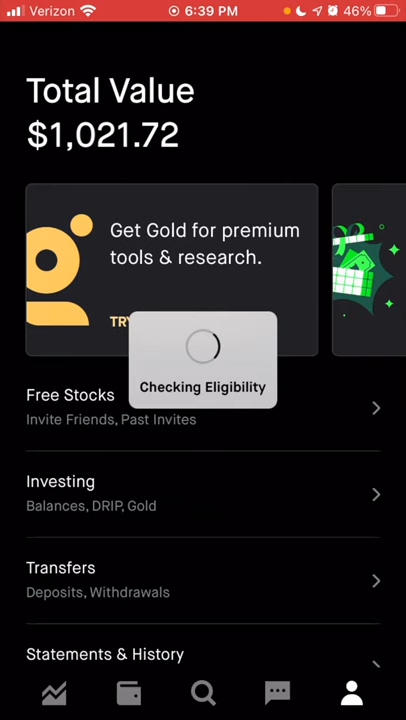 Verizon 6:39 PM 46%
Total Value
$1,021.72
Get Gold for premium
tools & research.
TRY
Checking Eligibility
Free Stocks
Invite Friends, Past Invites
Investing
Balances, DRIP, Gold
Transfers
Deposits, Withdrawals
Statements & History